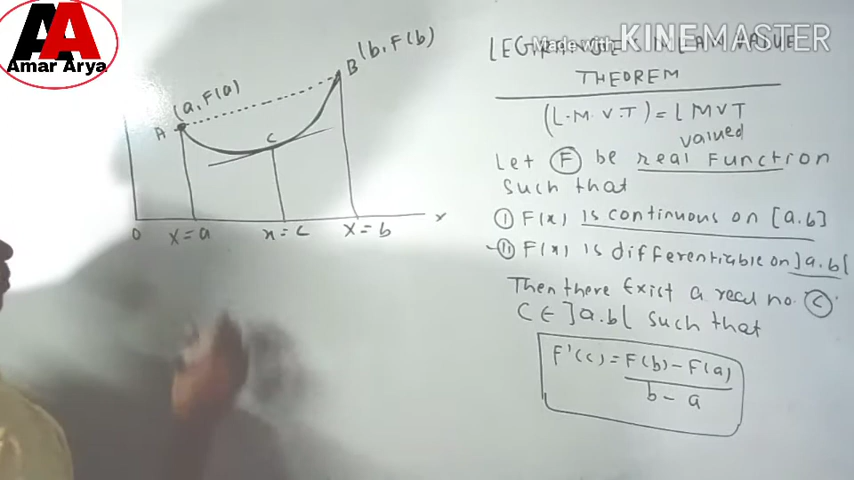 AA
Amar Arya
Made with KINEMASTER
(a, F(a)
(b, F(b)
A
B
C
O
X=a
x=c
X=b
x
THEOREM
(L.M.V.T) = LMVT
valued
Let F be real Function
Such that
(I) F(x) is continuous on [a.b]
(II) F(x) is differentiable on ]a.b[
Then there Exist a real no. C
C ∈ ]a.b[ such that
F'(c) = F(b) - F(a)
b - a